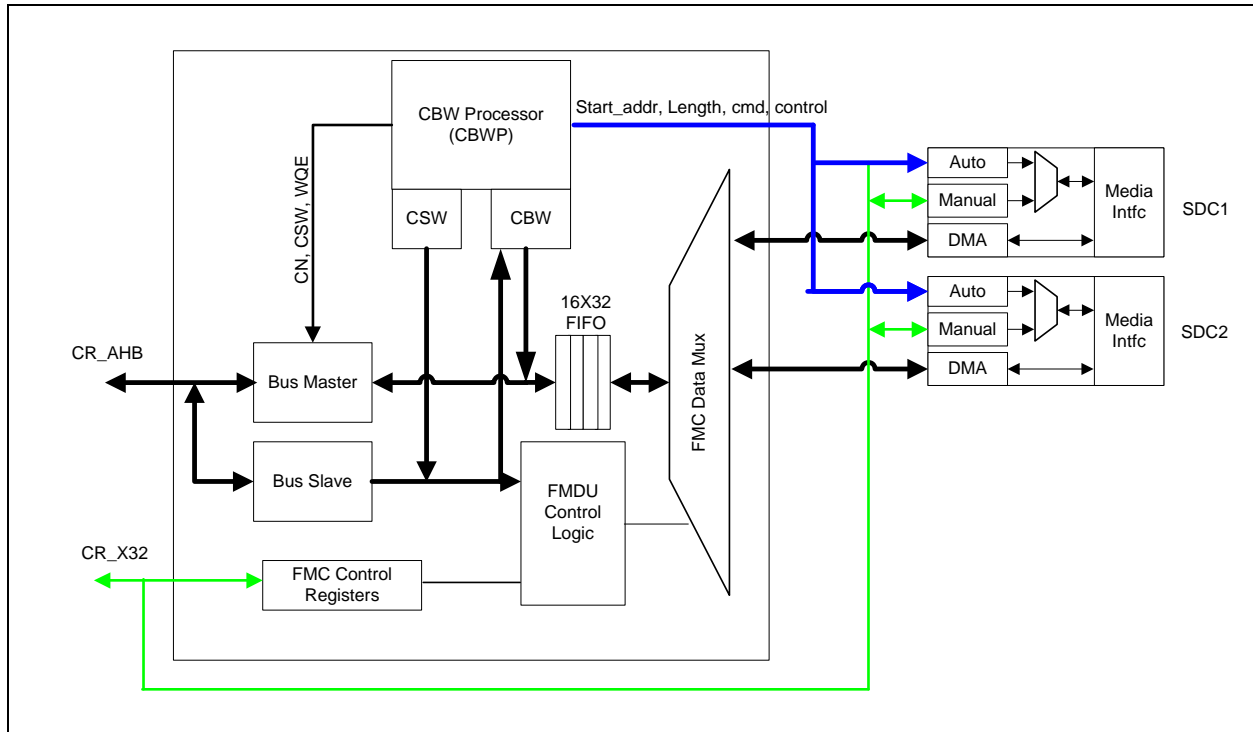 CBW Processor
(CBWP)
Start_addr, Length, cmd, control
CN, CSW, WQE
CSW
CBW
16X32
FIFO
CR_AHB
Bus Master
Bus Slave
FMDU
Control
Logic
FMC Data Mux
CR_X32
FMC Control
Registers
Auto
Manual
DMA
Media
Intfc
SDC1
Auto
Manual
DMA
Media
Intfc
SDC2